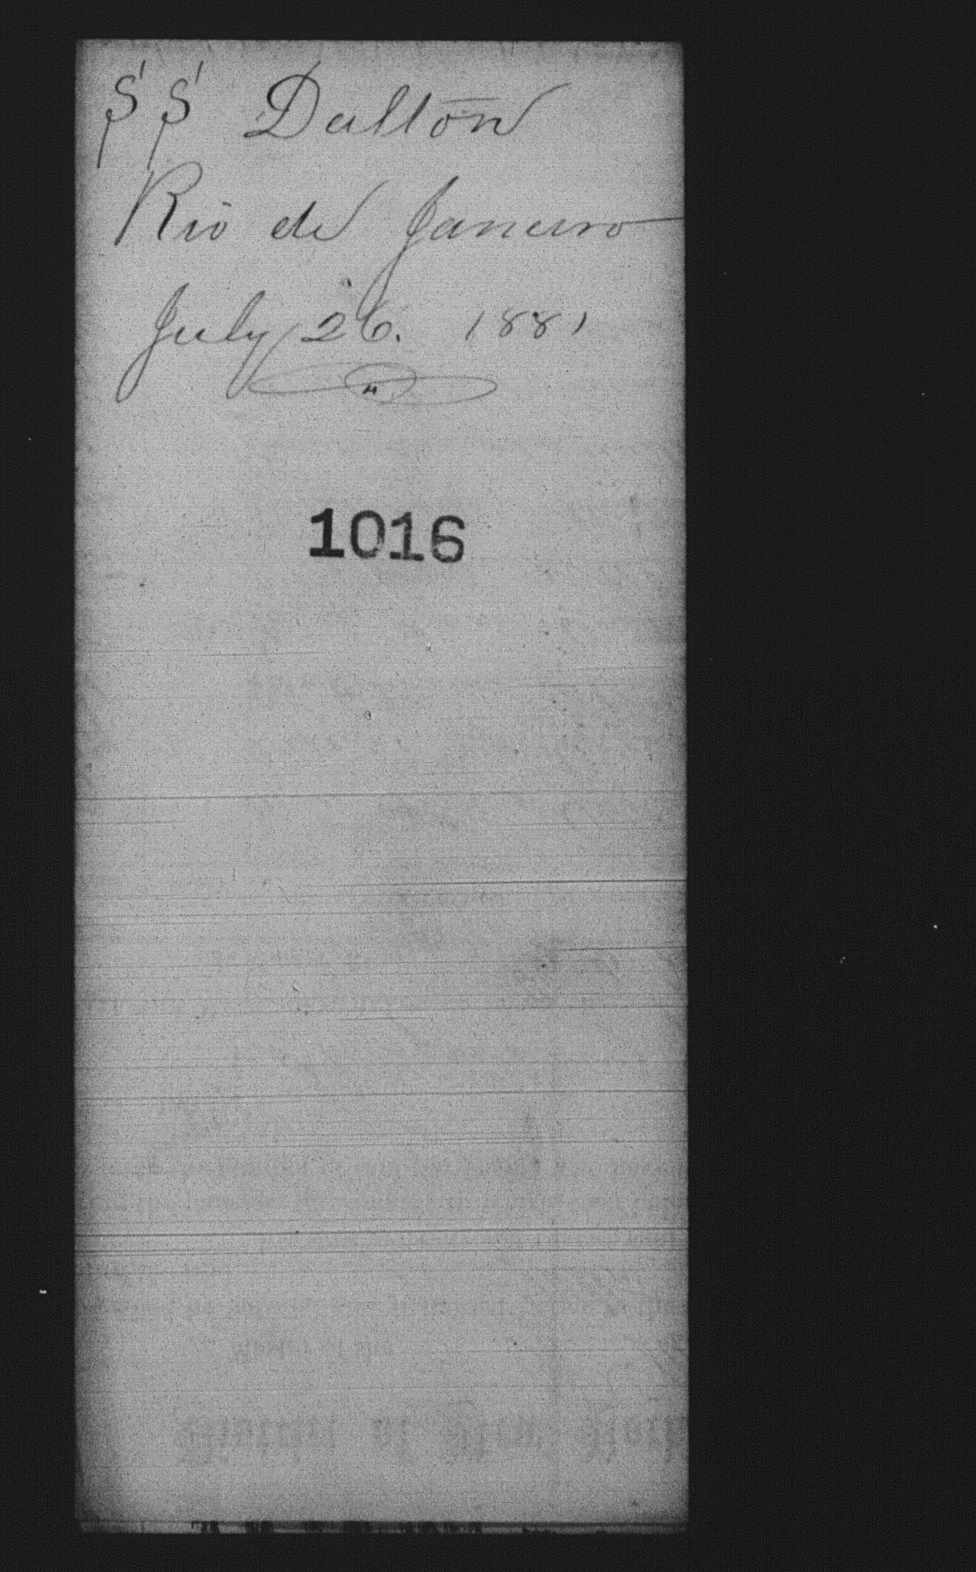 S' S' Dalton
Rio de Janeiro
July 26. 1881
1016